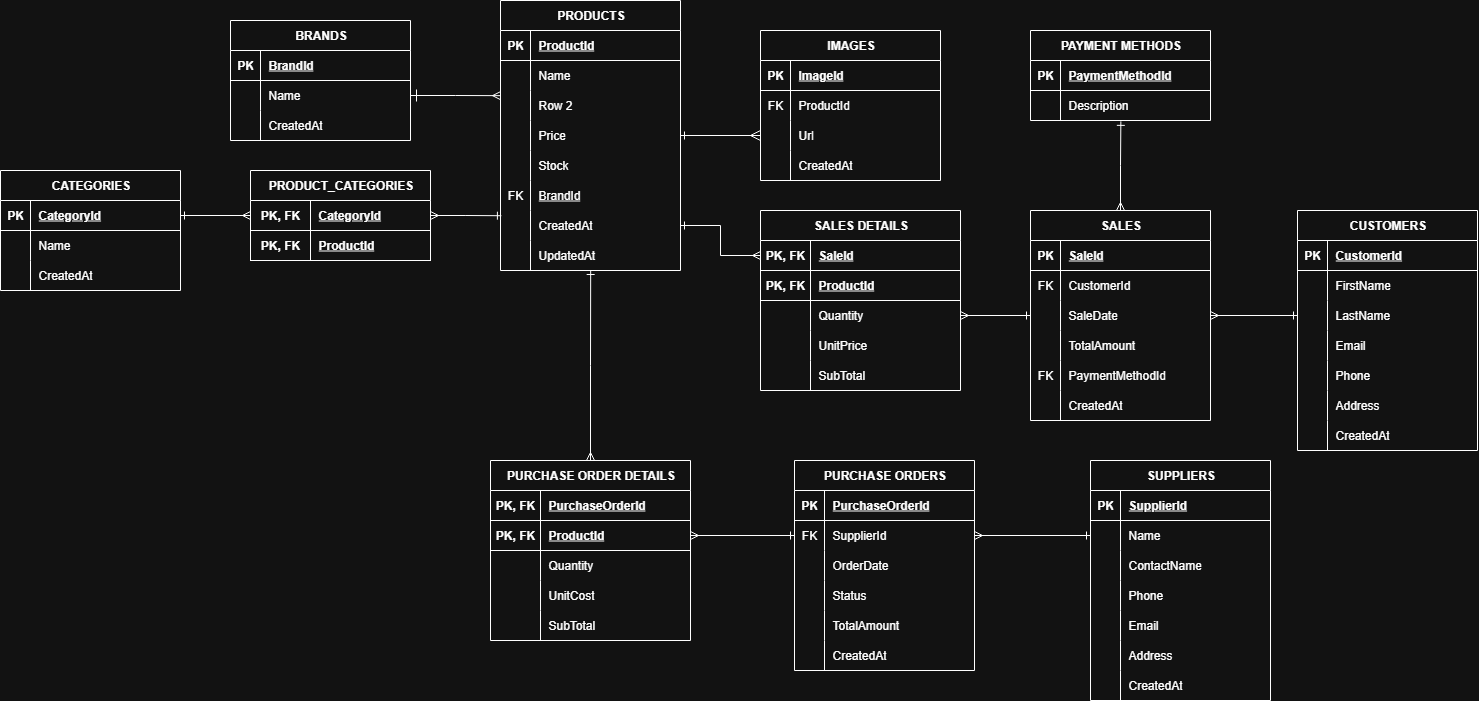 PRODUCTS
PK ProductId
Name
Row 2
Price
Stock
FK BrandId
CreatedAt
UpdatedAt
BRANDS
PK BrandId
Name
CreatedAt
IMAGES
PK ImageId
FK ProductId
Url
CreatedAt
PAYMENT METHODS
PK PaymentMethodId
Description
CATEGORIES
PK CategoryId
Name
CreatedAt
PRODUCT_CATEGORIES
PK, FK CategoryId
PK, FK ProductId
SALES DETAILS
PK, FK SaleId
PK, FK ProductId
Quantity
UnitPrice
SubTotal
SALES
PK SaleId
FK CustomerId
SaleDate
TotalAmount
FK PaymentMethodId
CreatedAt
CUSTOMERS
PK CustomerId
FirstName
LastName
Email
Phone
Address
CreatedAt
PURCHASE ORDER DETAILS
PK, FK PurchaseOrderId
PK, FK ProductId
Quantity
UnitCost
SubTotal
PURCHASE ORDERS
PK PurchaseOrderId
FK SupplierId
OrderDate
Status
TotalAmount
CreatedAt
SUPPLIERS
PK SupplierId
Name
ContactName
Phone
Email
Address
CreatedAt